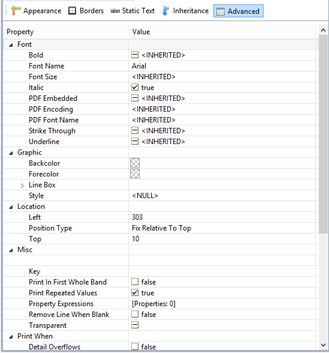 Appearance Borders Static Text Inheritance Advanced
Property Value
Font
Bold <INHERITED>
Font Name Arial
Font Size <INHERITED>
Italic true
PDF Embedded <INHERITED>
PDF Encoding <INHERITED>
PDF Font Name <INHERITED>
Strike Through <INHERITED>
Underline <INHERITED>
Graphic
Backcolor
Forecolor
Line Box
Style <NULL>
Location
Left 303
Position Type Fix Relative To Top
Top 10
Misc
Key
Print In First Whole Band false
Print Repeated Values true
Property Expressions [Properties: 0]
Remove Line When Blank false
Transparent
Print When
Detail Overflows false